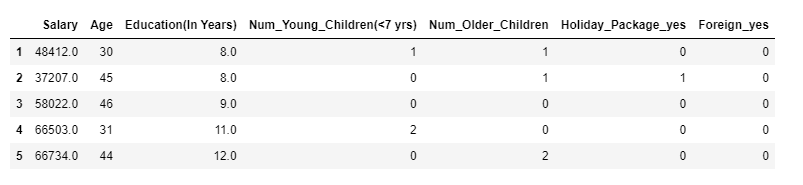 Salary Age Education(In Years) Num_Young_Children(<7 yrs) Num_Older_Children Holiday_Package_yes Foreign_yes
1 48412.0 30 8.0 1 1 0 0
2 37207.0 45 8.0 0 1 1 0
3 58022.0 46 9.0 0 0 0 0
4 66503.0 31 11.0 2 0 0 0
5 66734.0 44 12.0 0 2 0 0